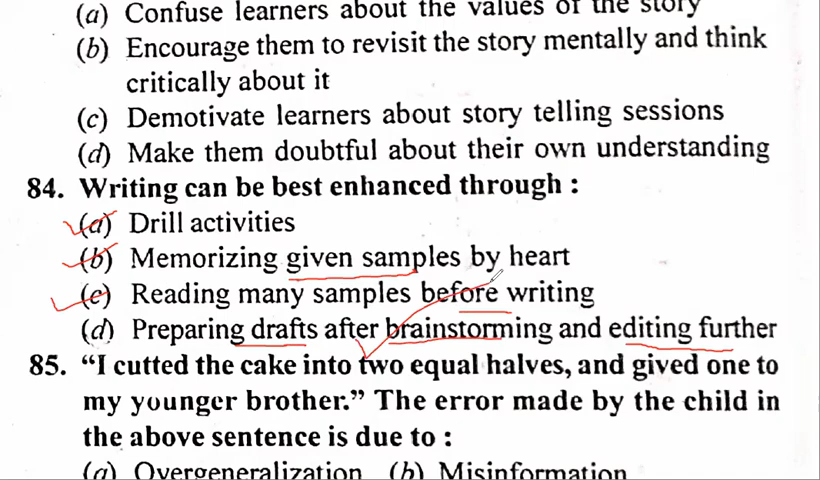 (a) Confuse learners about the values of the story
(b) Encourage them to revisit the story mentally and think
critically about it
(c) Demotivate learners about story telling sessions
(d) Make them doubtful about their own understanding
84. Writing can be best enhanced through :
(a) Drill activities
(b) Memorizing given samples by heart
(c) Reading many samples before writing
(d) Preparing drafts after brainstorming and editing further
85. “I cutted the cake into two equal halves, and gived one to
my younger brother.” The error made by the child in
the above sentence is due to :
(a) Overgeneralization (b) Misinformation